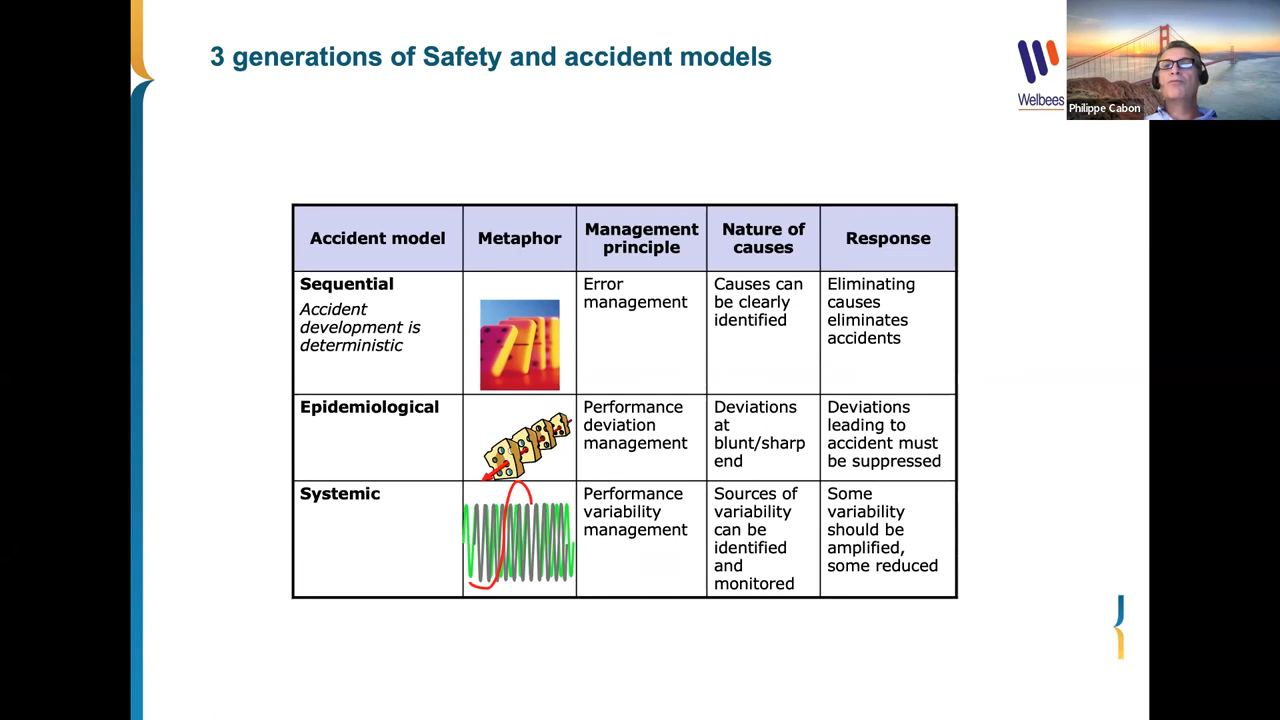 3 generations of Safety and accident models
Welbees
Philippe Cabon
Accident model
Metaphor
Management
principle
Nature of
causes
Response
Sequential
Accident
development is
deterministic
Error
management
Causes can
be clearly
identified
Eliminating
causes
eliminates
accidents
Epidemiological
Performance
deviation
management
Deviations
at
blunt/sharp
end
Deviations
leading to
accident must
be suppressed
Systemic
Performance
variability
management
Sources of
variability
can be
identified
and
monitored
Some
variability
should be
amplified,
some reduced